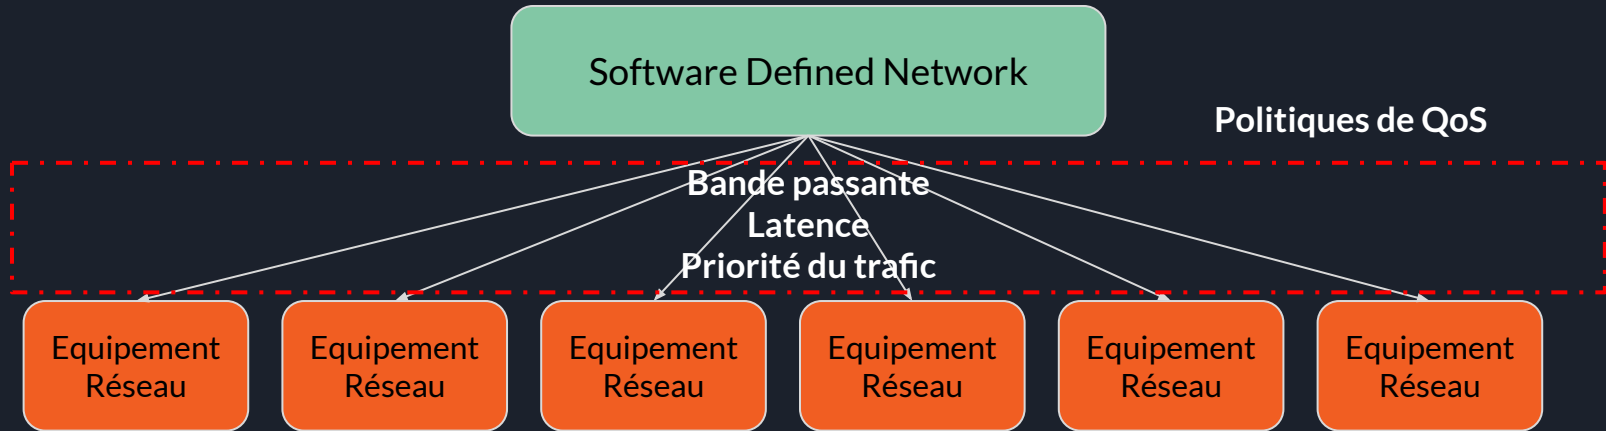 Software Defined Network
Politiques de QoS
Bande passante
Latence
Priorité du trafic
Equipement
Réseau
Equipement
Réseau
Equipement
Réseau
Equipement
Réseau
Equipement
Réseau
Equipement
Réseau